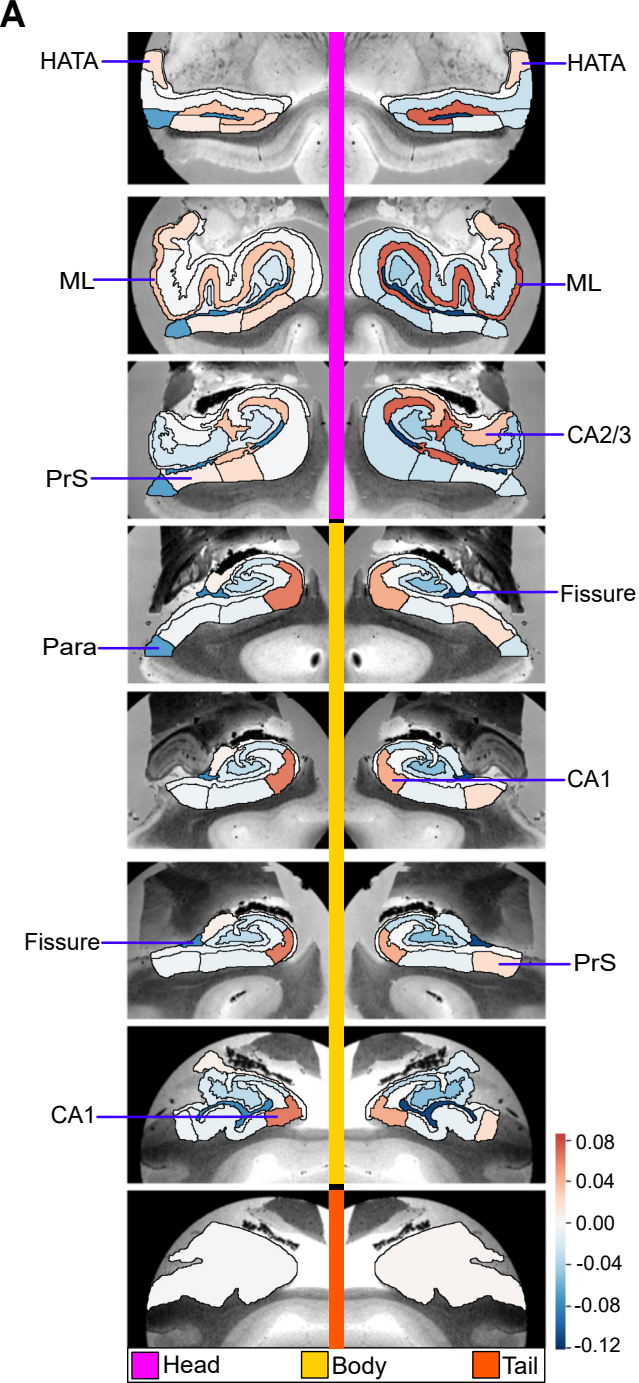 A
HATA
HATA
ML
ML
CA2/3
PrS
Fissure
Para
CA1
Fissure
PrS
CA1
0.08
0.04
0.00
-0.04
-0.08
-0.12
Head
Body
Tail